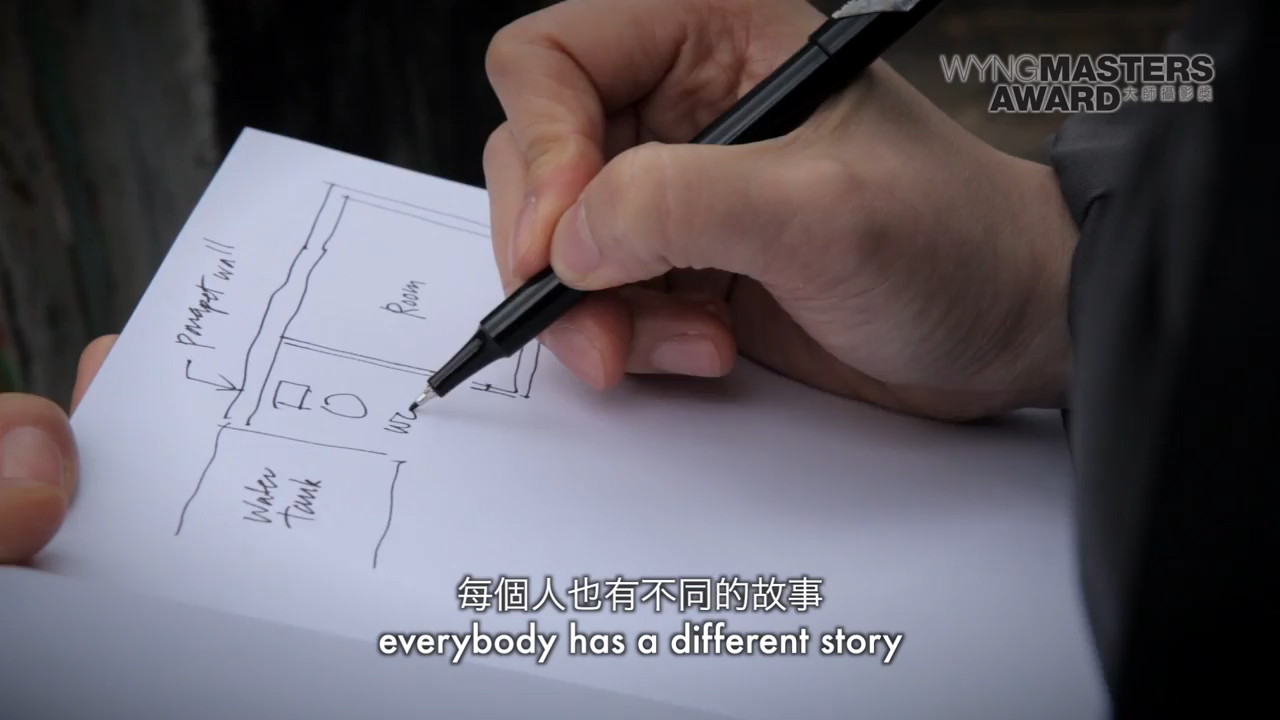 WYNGMASTERS
AWARD大師攝影獎
Parapet wall
Room
WC
Water
Tank
每個人也有不同的故事
everybody has a different story